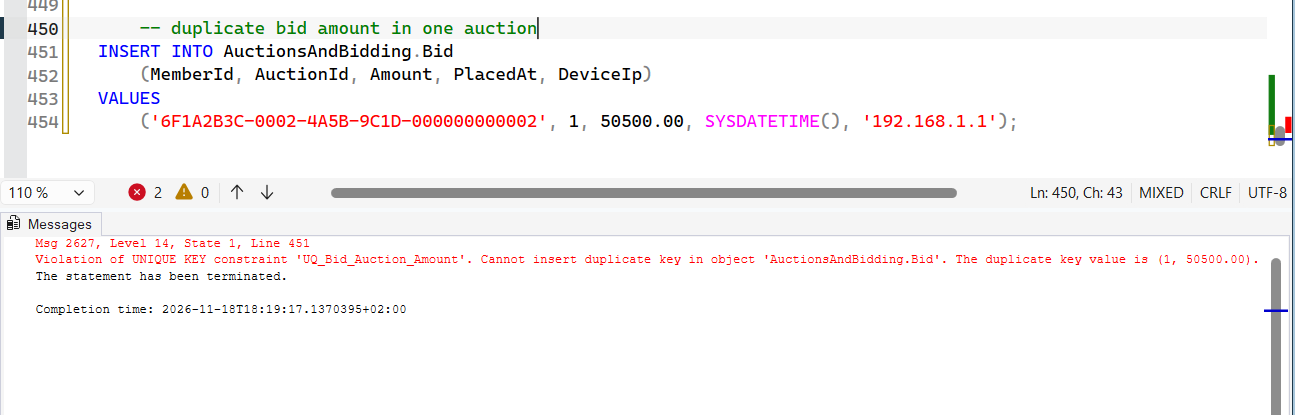 449
450 -- duplicate bid amount in one auction
451 INSERT INTO AuctionsAndBidding.Bid
452 (MemberId, AuctionId, Amount, PlacedAt, DeviceIp)
453 VALUES
454 ('6F1A2B3C-0002-4A5B-9C1D-000000000002', 1, 50500.00, SYSDATETIME(), '192.168.1.1');
110 % 2 0 Ln: 450, Ch: 43 MIXED CRLF UTF-8
Messages
Msg 2627, Level 14, State 1, Line 451
Violation of UNIQUE KEY constraint 'UQ_Bid_Auction_Amount'. Cannot insert duplicate key in object 'AuctionsAndBidding.Bid'. The duplicate key value is (1, 50500.00).
The statement has been terminated.
Completion time: 2026-11-18T18:19:17.1370395+02:00